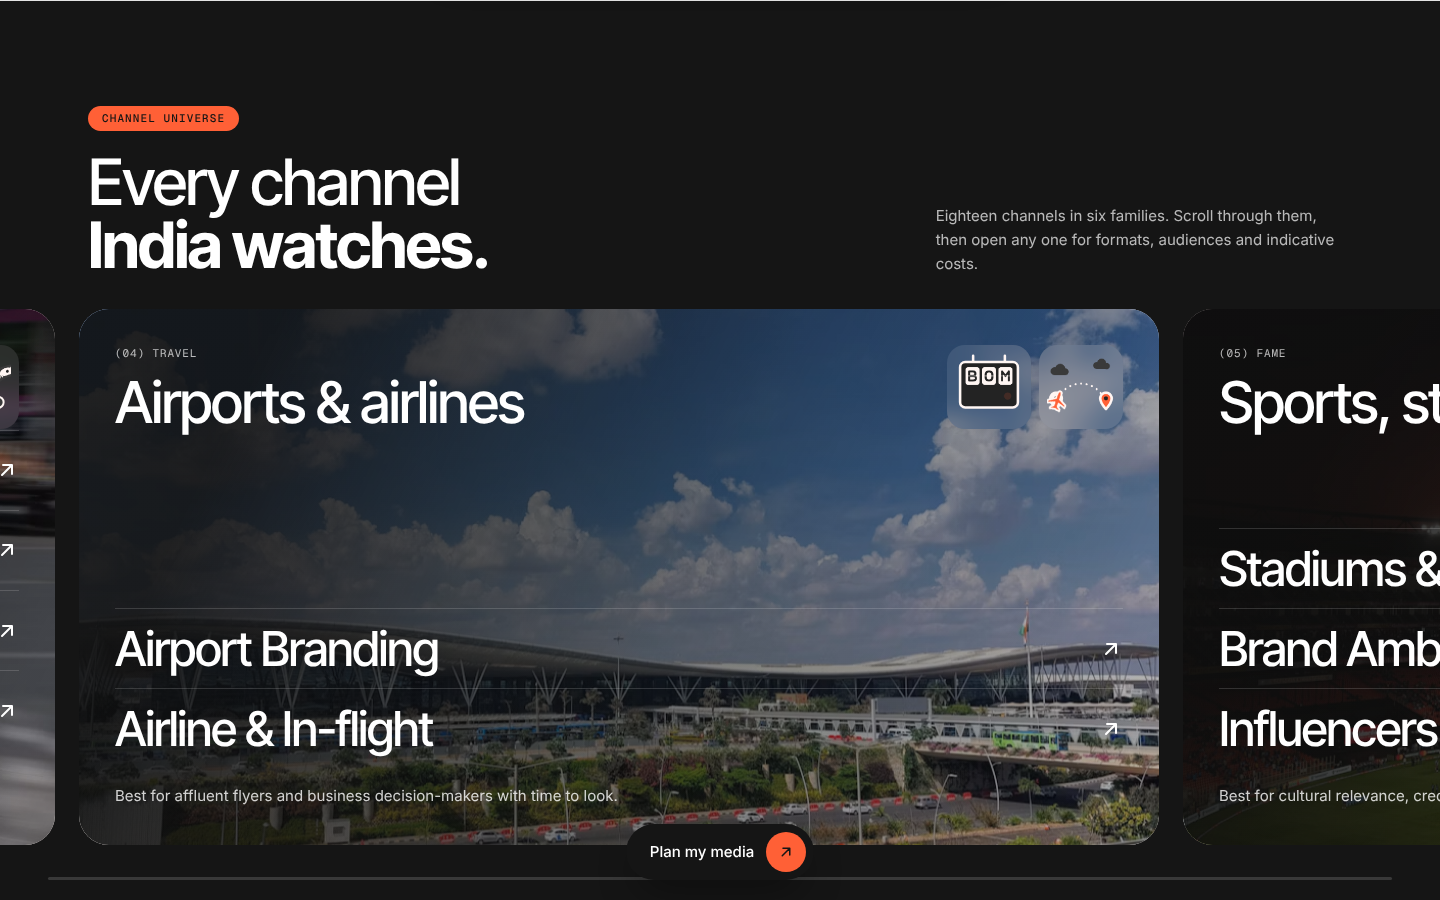 CHANNEL UNIVERSE
Every channel
India watches.
Eighteen channels in six families. Scroll through them,
then open any one for formats, audiences and indicative
costs.
(04) TRAVEL
Airports & airlines
BOM
Airport Branding
Airline & In-flight
Best for affluent flyers and business decision-makers with time to look.
(05) FAME
Sports, st
Stadiums &
Brand Amb
Influencers
Best for cultural relevance, cred
Plan my media